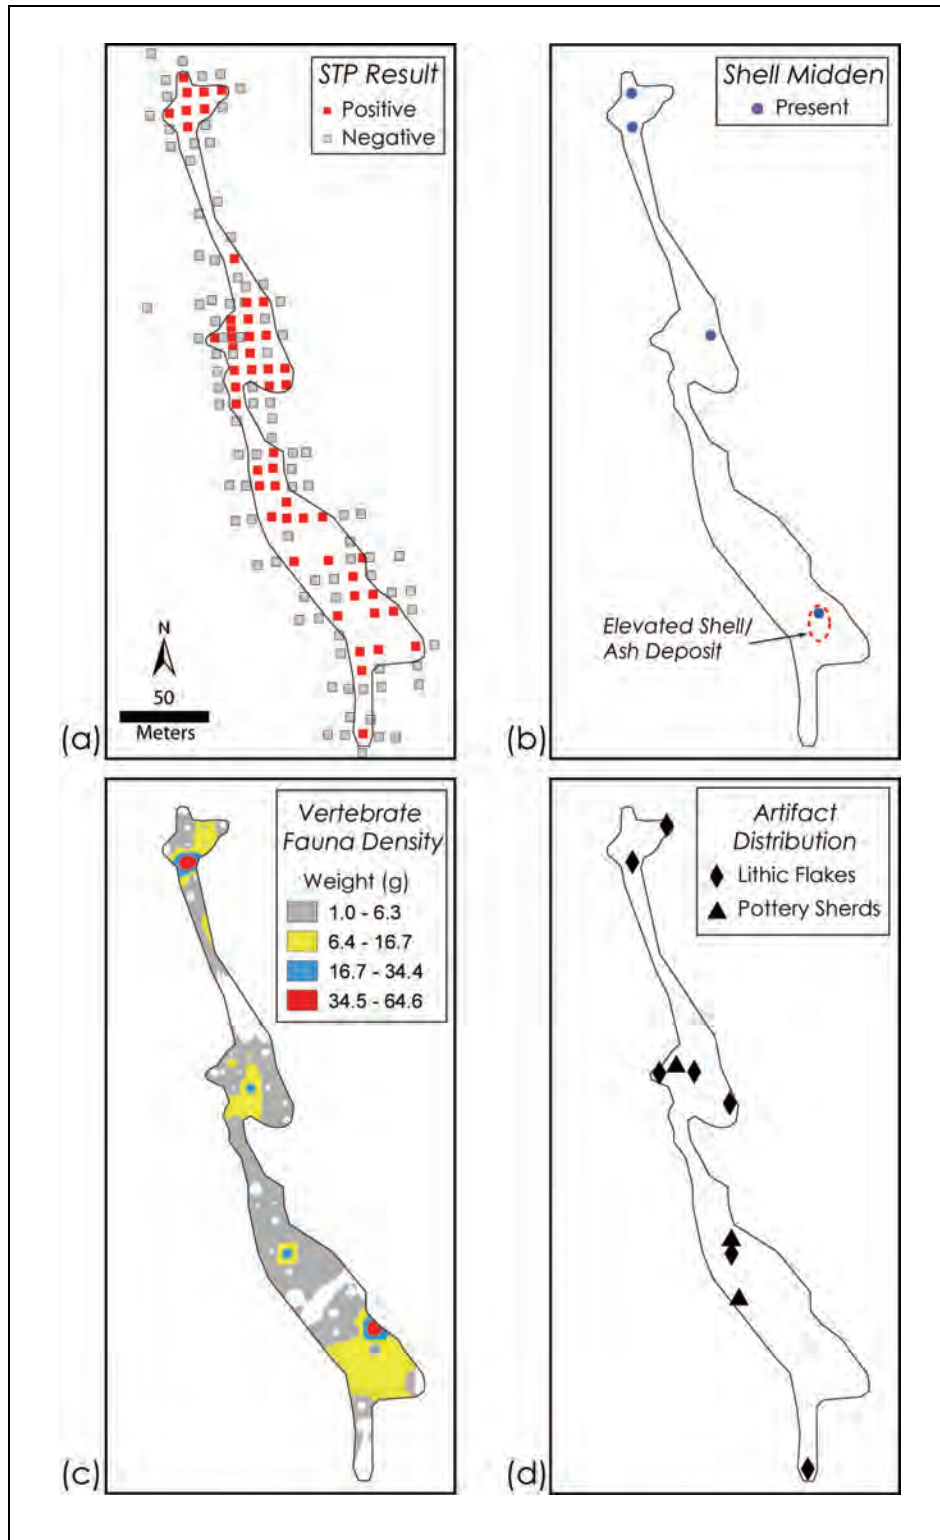 STP Result
Positive
Negative
N
50
Meters
(a)
Shell Midden
Present
Elevated Shell/
Ash Deposit
(b)
Vertebrate
Fauna Density
Weight (g)
1.0 - 6.3
6.4 - 16.7
16.7 - 34.4
34.5 - 64.6
(c)
Artifact
Distribution
Lithic Flakes
Pottery Sherds
(d)